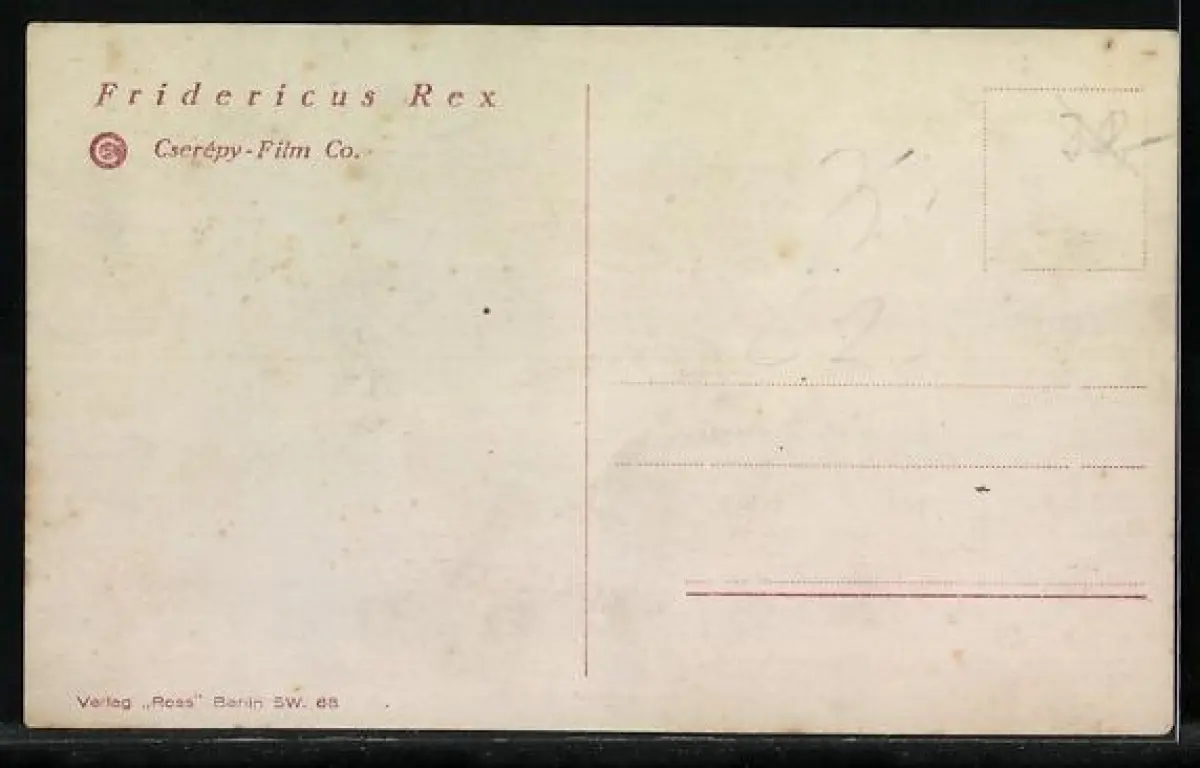 Fridericus Rex
Cserépy-Film Co.
Verlag „Ross" Berlin SW. 68